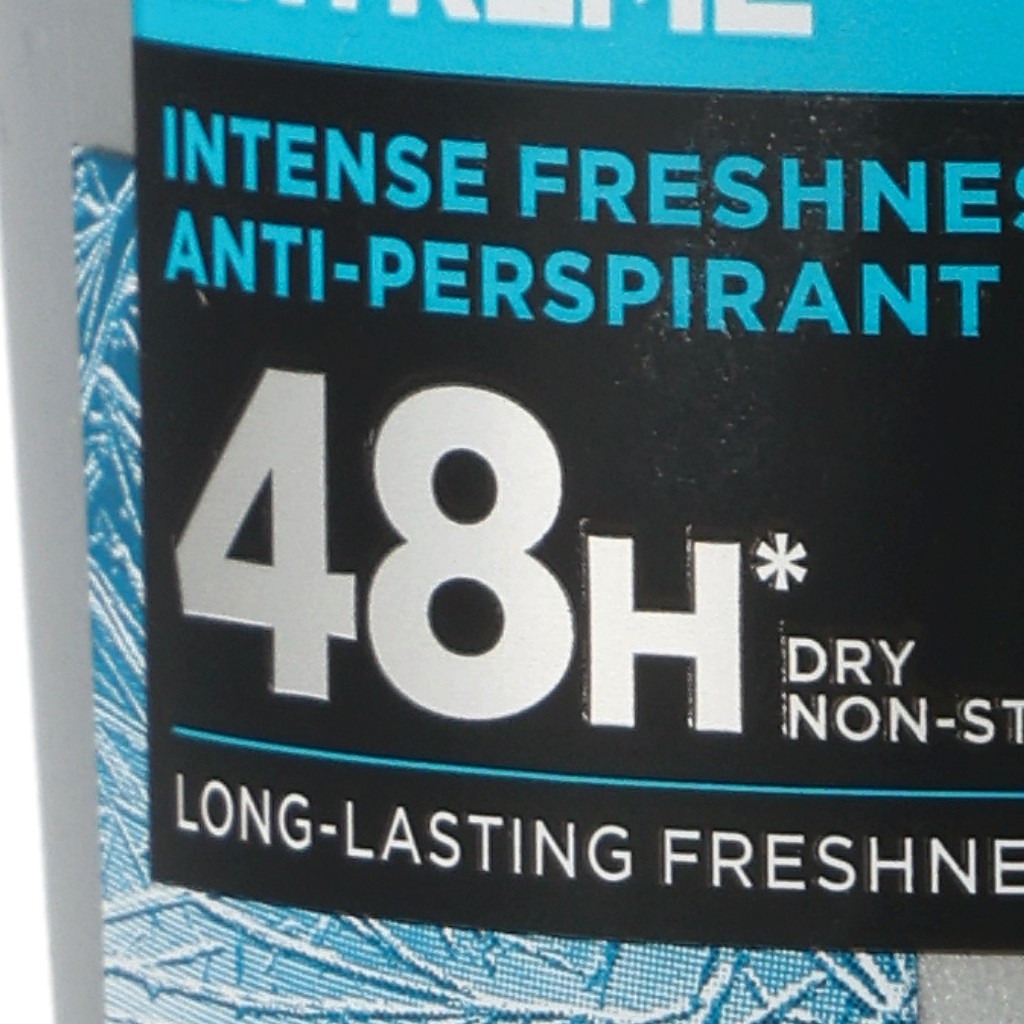 INTENSE FRESHNES
ANTI-PERSPIRANT
48H*
DRY
NON-ST
LONG-LASTING FRESHNE